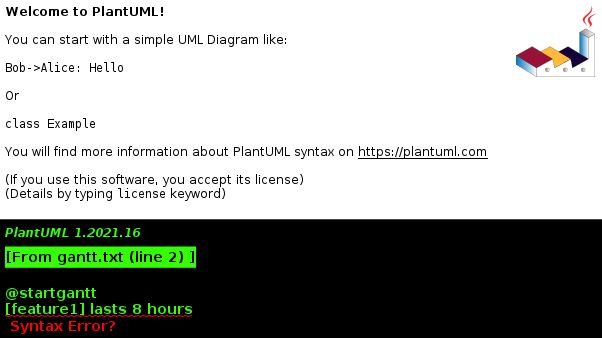 Welcome to PlantUML!
You can start with a simple UML Diagram like:
Bob->Alice: Hello
Or
class Example
You will find more information about PlantUML syntax on https://plantuml.com
(If you use this software, you accept its license)
(Details by typing license keyword)
PlantUML 1.2021.16
[From gantt.txt (line 2) ]
@startgantt
[feature1] lasts 8 hours
Syntax Error?